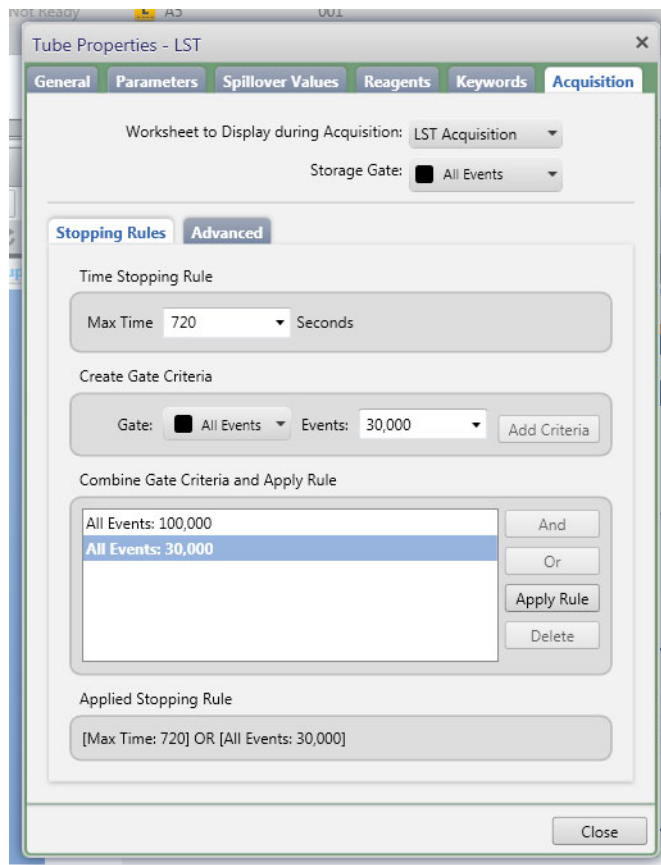 Not Ready A5 001
Tube Properties - LST
General Parameters Spillover Values Reagents Keywords Acquisition
Worksheet to Display during Acquisition: LST Acquisition
Storage Gate: All Events
Stopping Rules Advanced
Time Stopping Rule
Max Time 720 Seconds
Create Gate Criteria
Gate: All Events Events: 30,000 Add Criteria
Combine Gate Criteria and Apply Rule
All Events: 100,000 And
All Events: 30,000
Or
Apply Rule
Delete
Applied Stopping Rule
[Max Time: 720] OR [All Events: 30,000]
Close